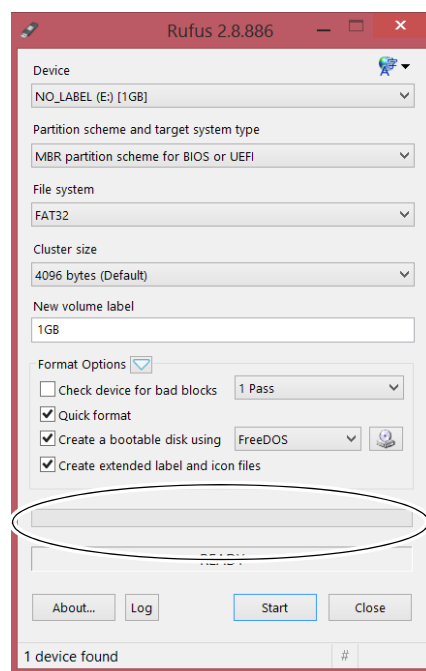 Rufus 2.8.886
Device
NO_LABEL (E:) [1GB]
Partition scheme and target system type
MBR partition scheme for BIOS or UEFI
File system
FAT32
Cluster size
4096 bytes (Default)
New volume label
1GB
Format Options
Check device for bad blocks 1 Pass
Quick format
Create a bootable disk using FreeDOS
Create extended label and icon files
READY
About... Log Start Close
1 device found #